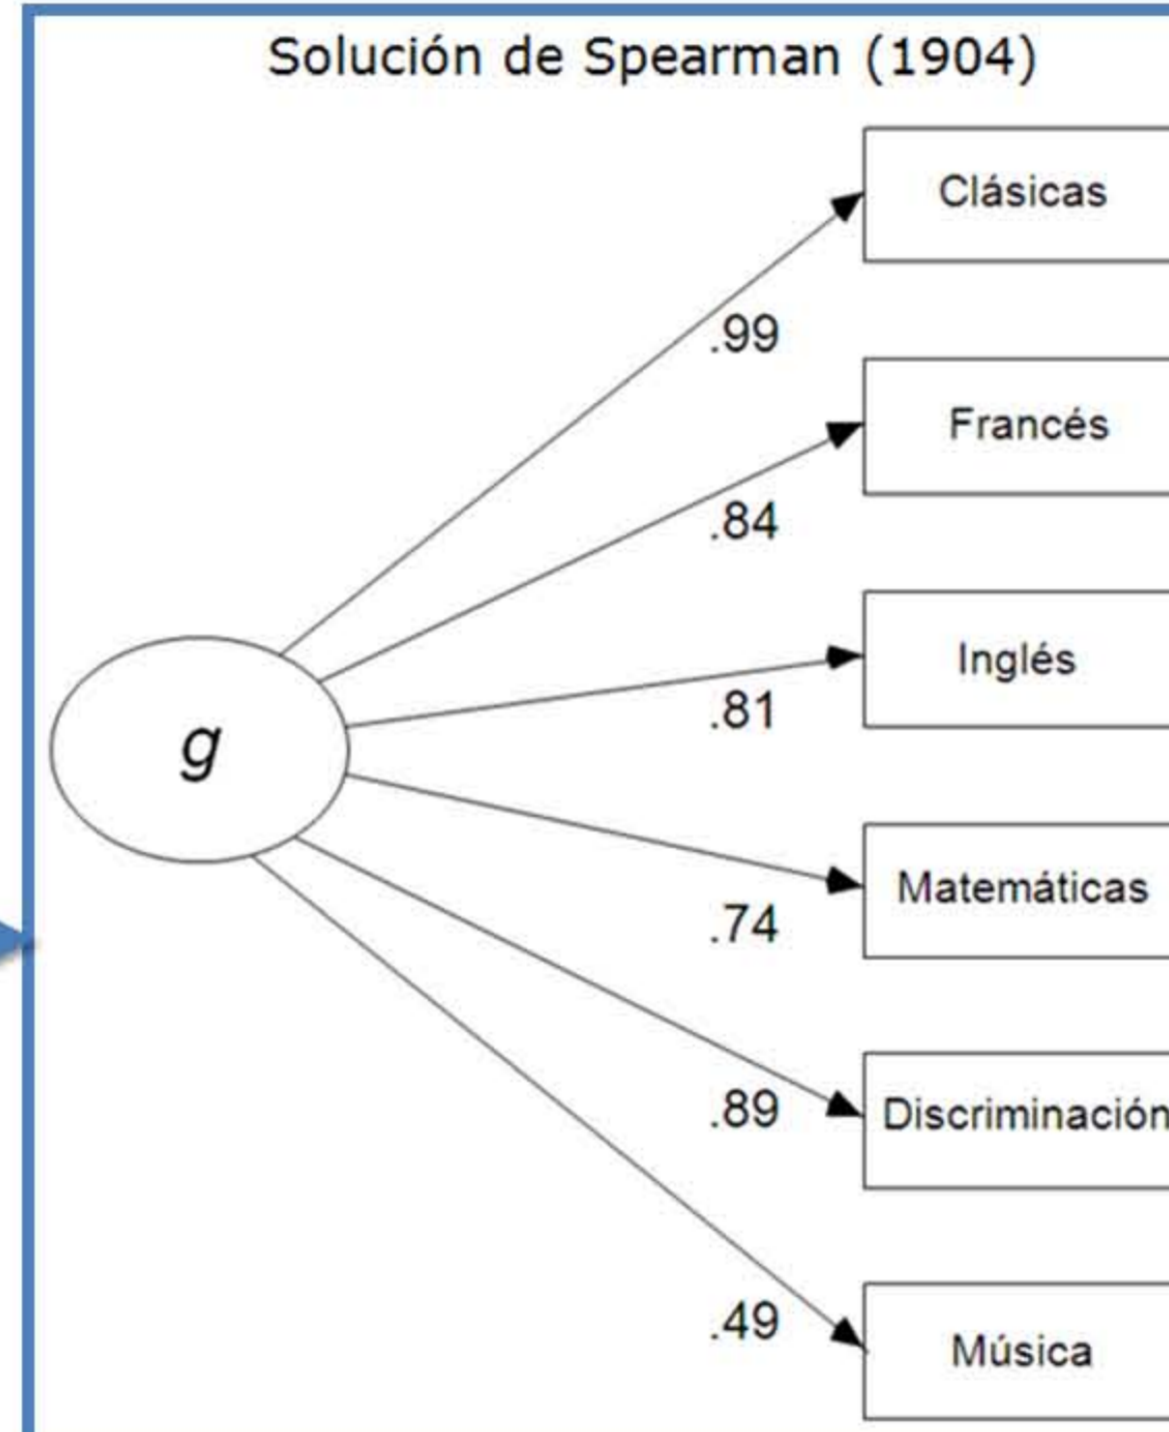 Solución de Spearman (1904)
Clásicas
.99
Francés
.84
Inglés
.81
g
Matemáticas
.74
Discriminación
.89
Música
.49